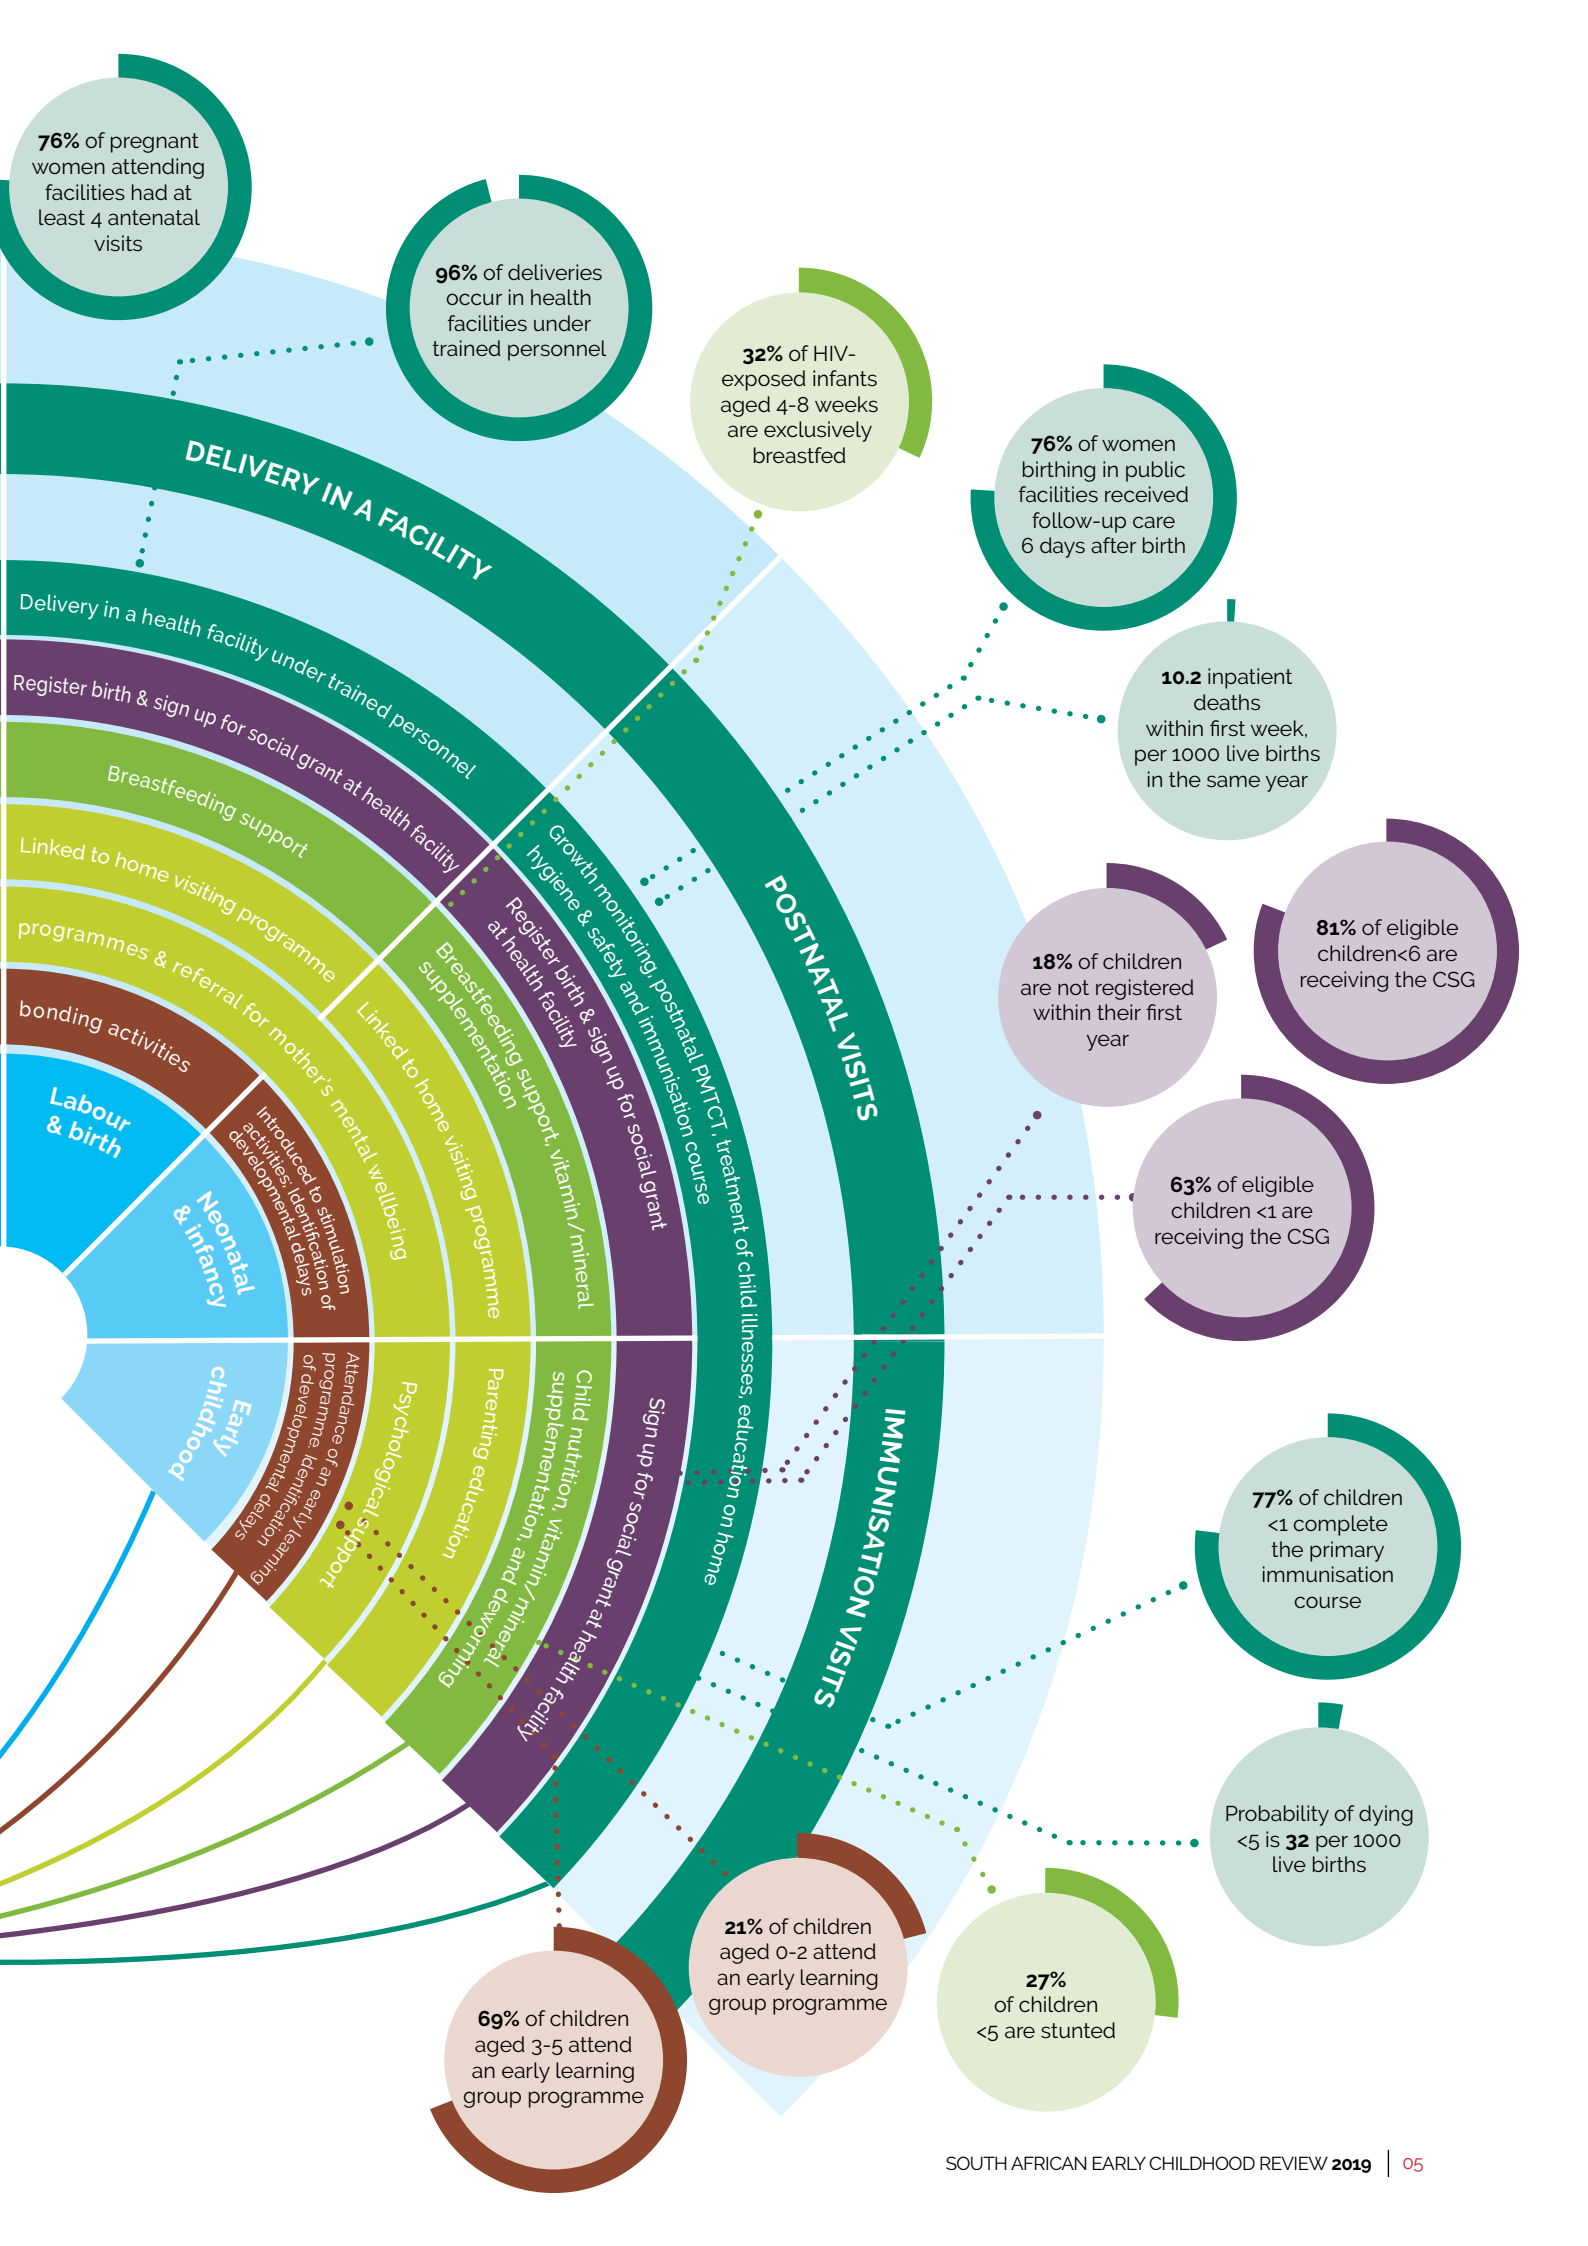 76% of pregnant
women attending
facilities had at
least 4 antenatal
visits
96% of deliveries
occur in health
facilities under
trained personnel
32% of HIV-
exposed infants
aged 4-8 weeks
are exclusively
breastfed
76% of women
birthing in public
facilities received
follow-up care
6 days after birth
10.2 inpatient
deaths
within first week,
per 1000 live births
in the same year
81% of eligible
children<6 are
receiving the CSG
18% of children
are not registered
within their first
year
63% of eligible
children <1 are
receiving the CSG
77% of children
<1 complete
the primary
immunisation
course
Probability of dying
<5 is 32 per 1000
live births
27%
of children
<5 are stunted
21% of children
aged 0-2 attend
an early learning
group programme
69% of children
aged 3-5 attend
an early learning
group programme
DELIVERY IN A FACILITY
Delivery in a health facility under trained personnel
Register birth & sign up for social grant at health facility
Breastfeeding support
Linked to home visiting programme
programmes & referral for mother's mental wellbeing
bonding activities
Labour
& birth
POSTNATAL VISITS
Growth monitoring, postnatal PMTCT, treatment of child illnesses, education on home
hygiene & safety and immunisation course
Register birth & sign up for social grant
at health facility
Breastfeeding support, vitamin/mineral
supplementation
Linked to home visiting programme
Introduced to stimulation
activities; identification of
developmental delays
Neonatal
& infancy
IMMUNISATION VISITS
Sign up for social grant at health facility
Child nutrition, vitamin/mineral
supplementation, and deworming
Parenting education
Psychological support
Attendance of an early learning
programme. Identification
of developmental delays
Early
childhood
SOUTH AFRICAN EARLY CHILDHOOD REVIEW 2019 | 05